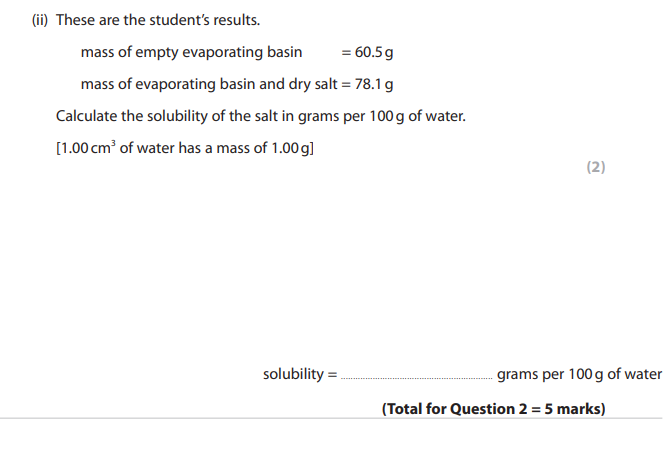 (ii) These are the student’s results.
mass of empty evaporating basin = 60.5 g
mass of evaporating basin and dry salt = 78.1 g
Calculate the solubility of the salt in grams per 100 g of water.
[1.00 cm³ of water has a mass of 1.00 g]
(2)
solubility = ............................................................ grams per 100 g of water
(Total for Question 2 = 5 marks)